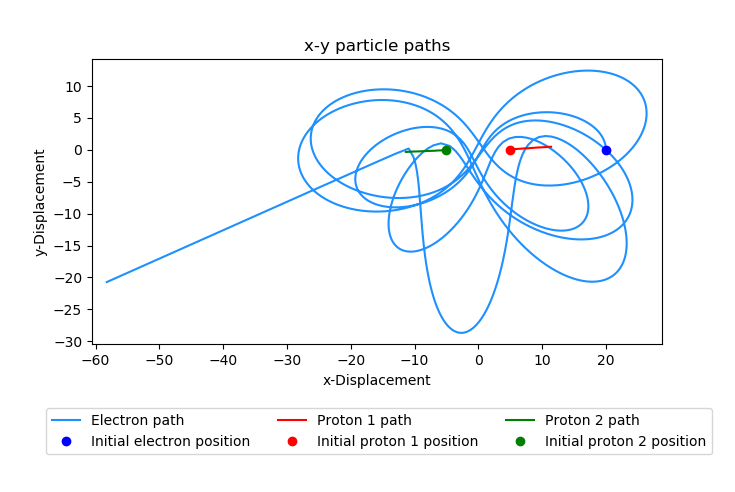 x-y particle paths
y-Displacement
10
5
0
−5
−10
−15
−20
−25
−30
−60
−50
−40
−30
−20
−10
0
10
20
x-Displacement
Electron path
Proton 1 path
Proton 2 path
Initial electron position
Initial proton 1 position
Initial proton 2 position